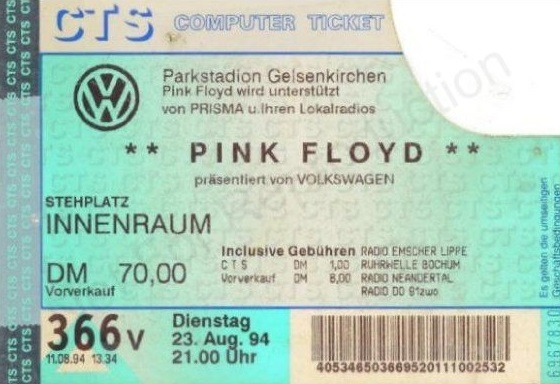 CTS COMPUTER TICKET
Parkstadion Gelsenkirchen
Pink Floyd wird unterstützt
von PRISMA u.Ihren Lokalradios
** PINK FLOYD **
präsentiert von VOLKSWAGEN
STEHPLATZ
INNENRAUM
Inclusive Gebühren RADIO EMSCHER LIPPE
CTS DM 1,00 RUHRWELLE BOCHUM
Vorverkauf DM 8,00 RADIO NEANDERTAL
RADIO DO 91zwo
DM 70,00
Vorverkauf
366 v
11.08.94 13.34
Dienstag
23. Aug. 94
21.00 Uhr
405346503669520111002532
Es gelten die umseitigen
Geschäftsbedingungen